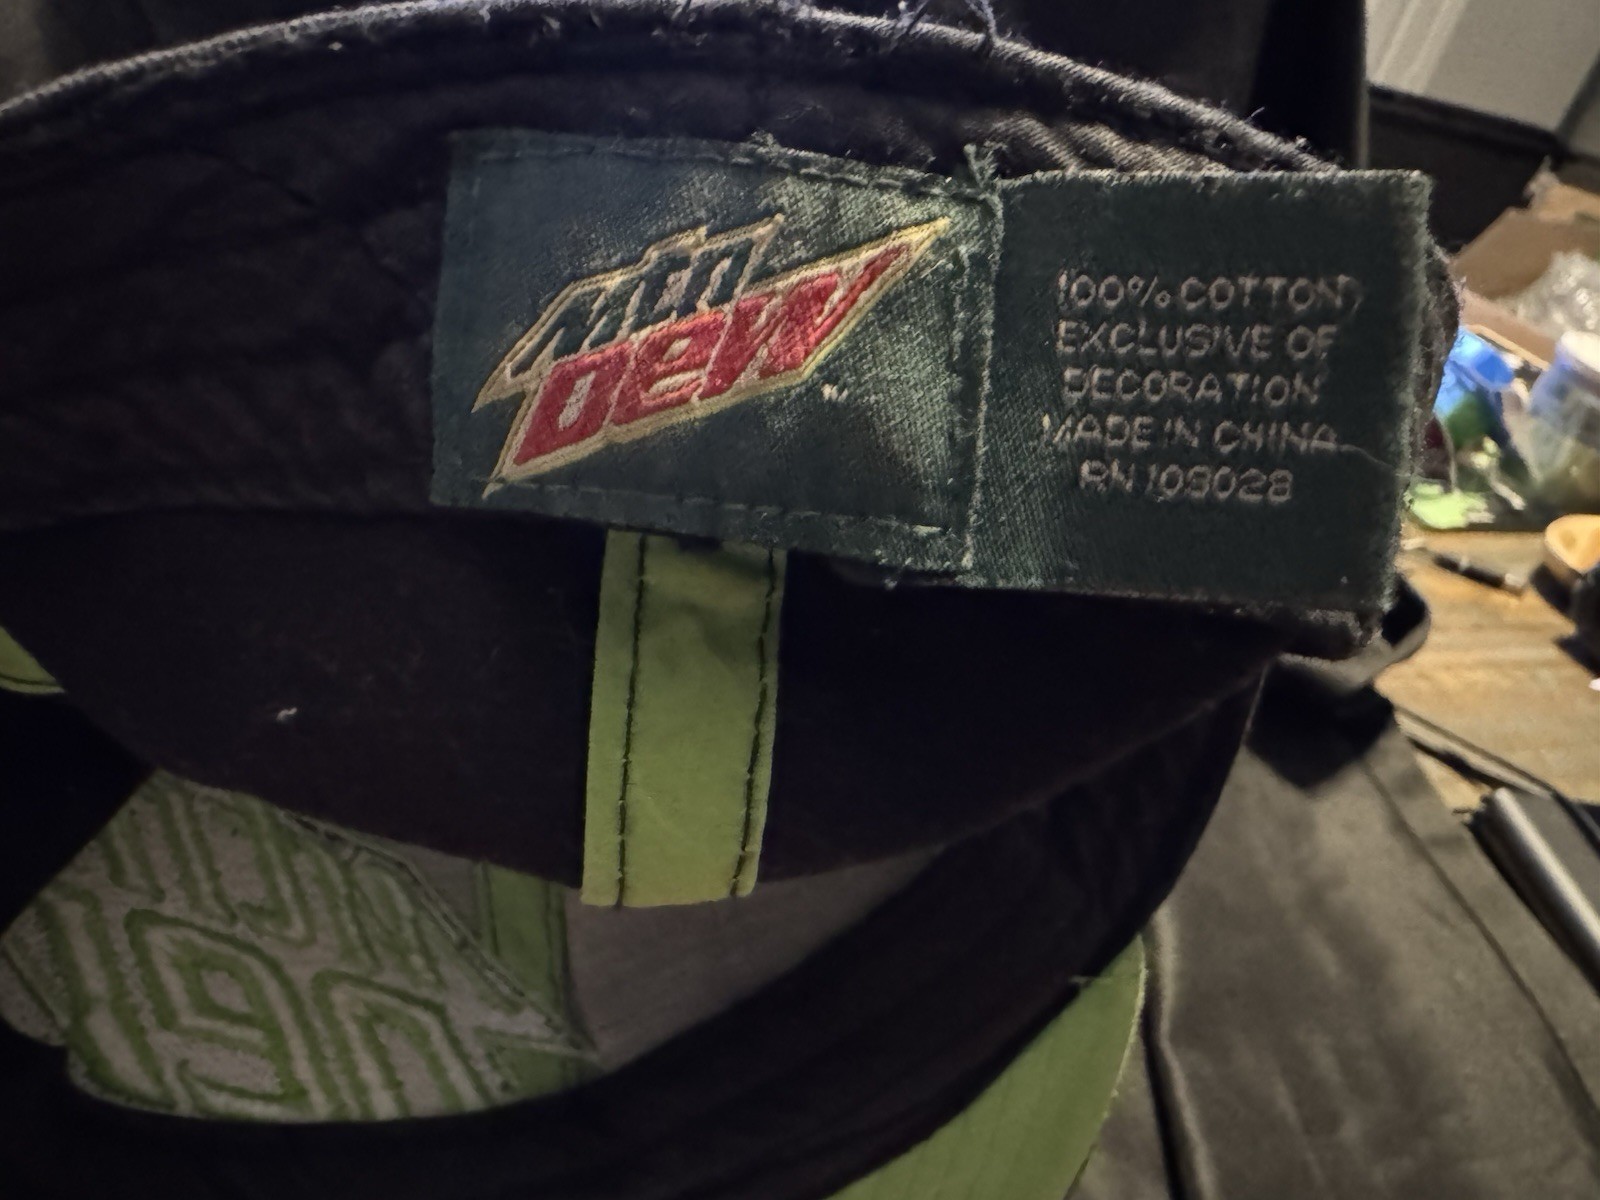 Mtn
Dew
100% COTTON
EXCLUSIVE OF
DECORATION
MADE IN CHINA
RN 108028